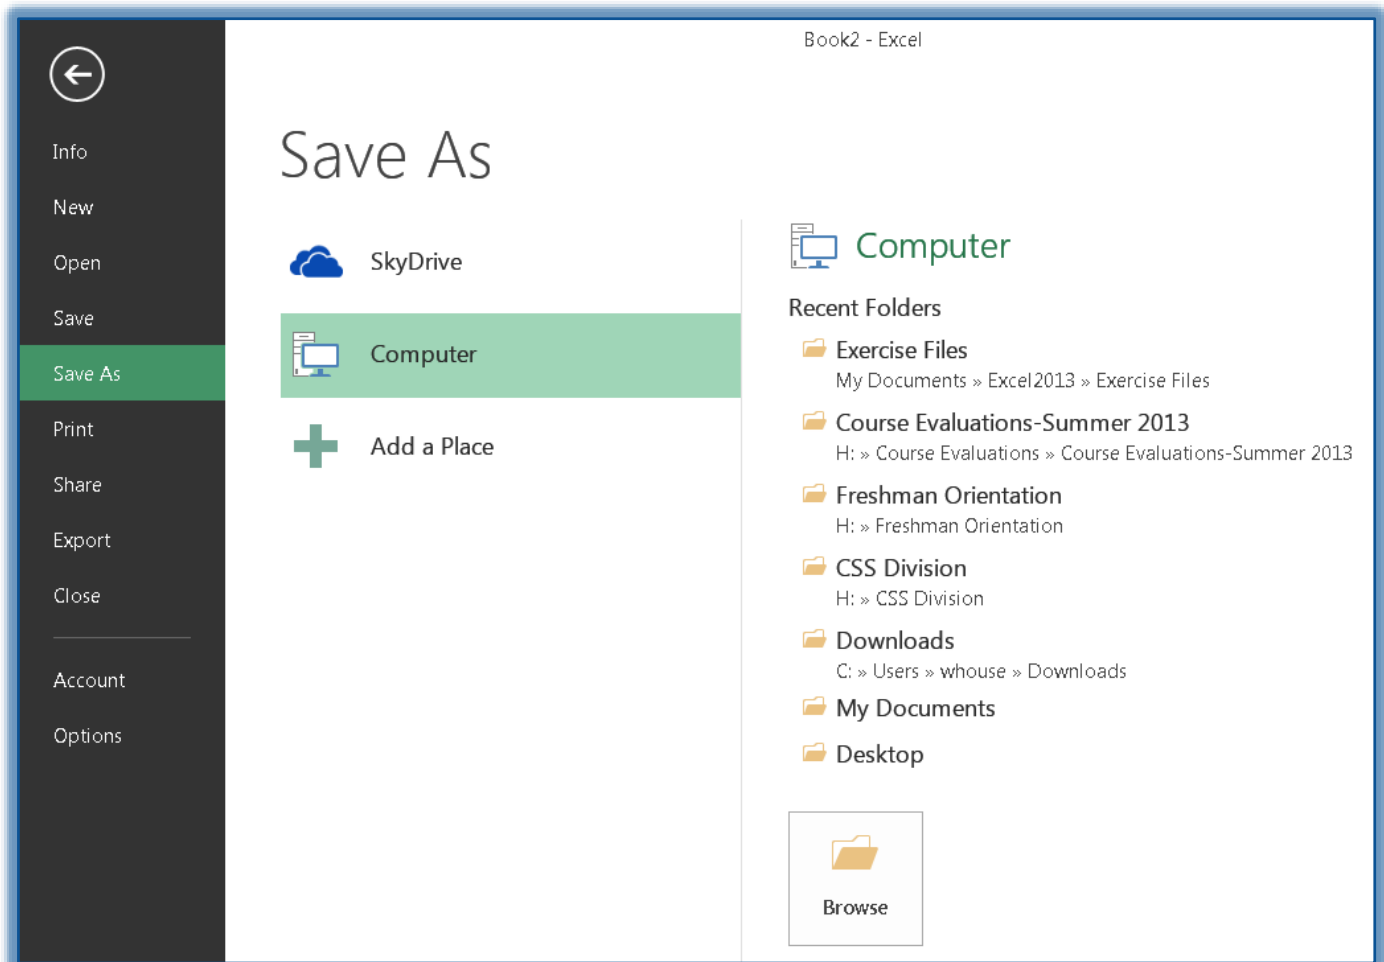 Book2 - Excel
Info
New
Open
Save
Save As
Print
Share
Export
Close
Account
Options
Save As
SkyDrive
Computer
Add a Place
Computer
Recent Folders
Exercise Files
My Documents » Excel2013 » Exercise Files
Course Evaluations-Summer 2013
H: » Course Evaluations » Course Evaluations-Summer 2013
Freshman Orientation
H: » Freshman Orientation
CSS Division
H: » CSS Division
Downloads
C: » Users » whouse » Downloads
My Documents
Desktop
Browse